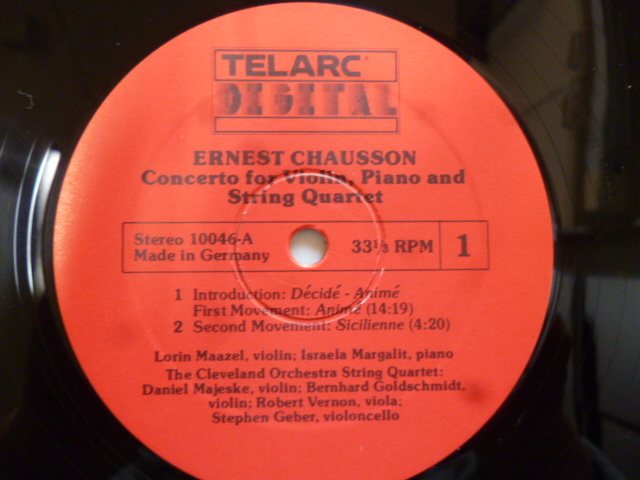 TELARC®
DIGITAL
ERNEST CHAUSSON
Concerto for Violin, Piano and
String Quartet
Stereo 10046-A
Made in Germany
33⅓ RPM
1
1 Introduction: Décidé - Animé
First Movement: Animé (14:19)
2 Second Movement: Sicilienne (4:20)
Lorin Maazel, violin; Israela Margalit, piano
The Cleveland Orchestra String Quartet:
Daniel Majeske, violin; Bernhard Goldschmidt,
violin; Robert Vernon, viola;
Stephen Geber, violoncello